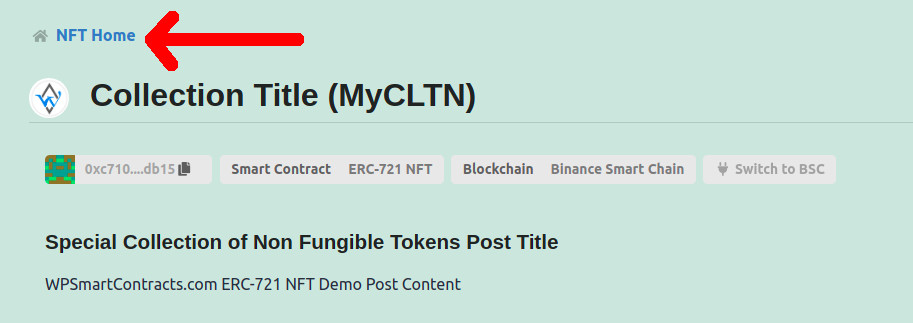 NFT Home
Collection Title (MyCLTN)
0xc710....db15 Smart Contract ERC-721 NFT Blockchain Binance Smart Chain Switch to BSC
Special Collection of Non Fungible Tokens Post Title
WPSmartContracts.com ERC-721 NFT Demo Post Content